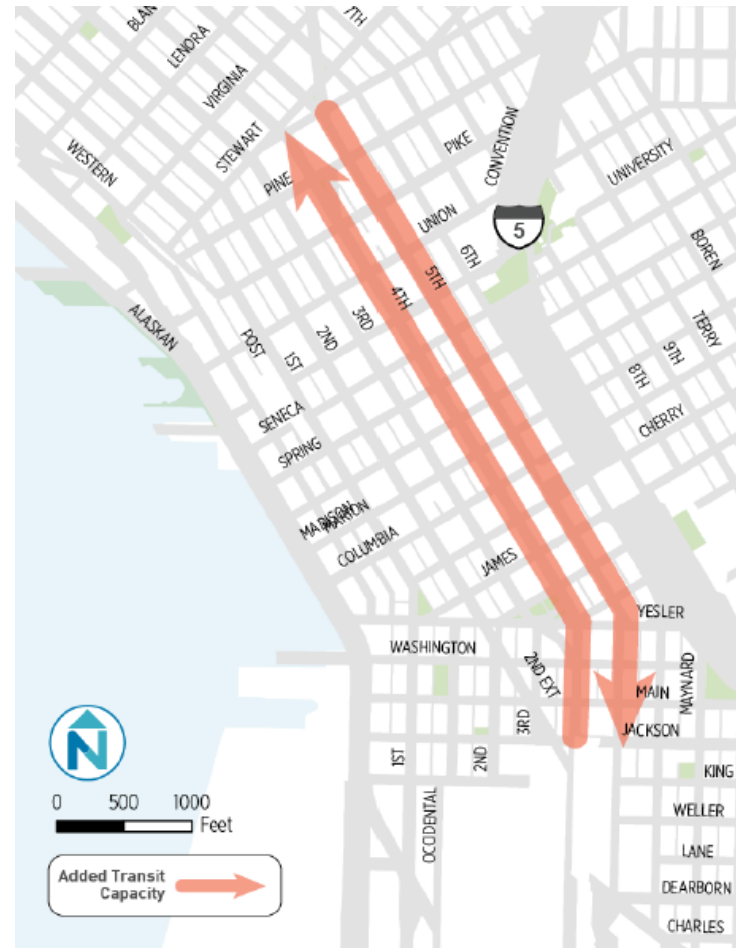 BLAN
7TH
LENORA
VIRGINIA
STEWART
WESTERN
PINE
PIKE
CONVENTION
UNIVERSITY
UNION
5
6TH
5TH
4TH
BOREN
ALASKAN
POST
1ST
2ND
3RD
TERRY
9TH
8TH
SENECA
SPRING
CHERRY
MADISON
MARION
COLUMBIA
JAMES
YESLER
WASHINGTON
2ND EXT
MAYNARD
MAIN
3RD
JACKSON
1ST
2ND
KING
N
OCCIDENTAL
WELLER
0 500 1000
Feet
LANE
DEARBORN
CHARLES
Added Transit
Capacity